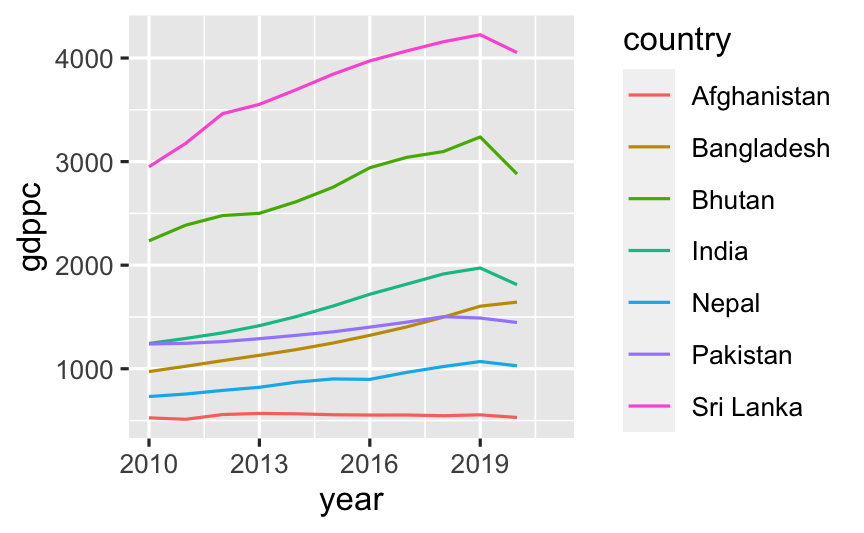 4000
3000
2000
1000
gdppc
2010 2013 2016 2019
year
country
Afghanistan
Bangladesh
Bhutan
India
Nepal
Pakistan
Sri Lanka